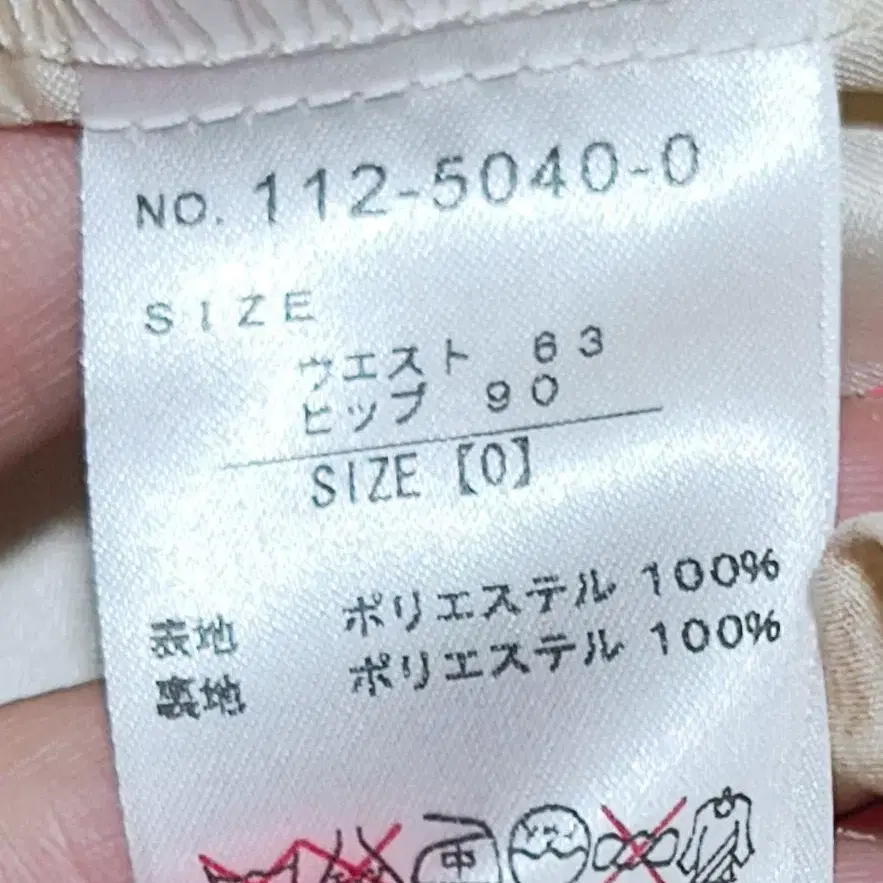 NO. 112-5040-0
SIZE
ウエスト 63
ヒップ 90
SIZE【0】
表地 ポリエステル 100%
裏地 ポリエステル 100%
中